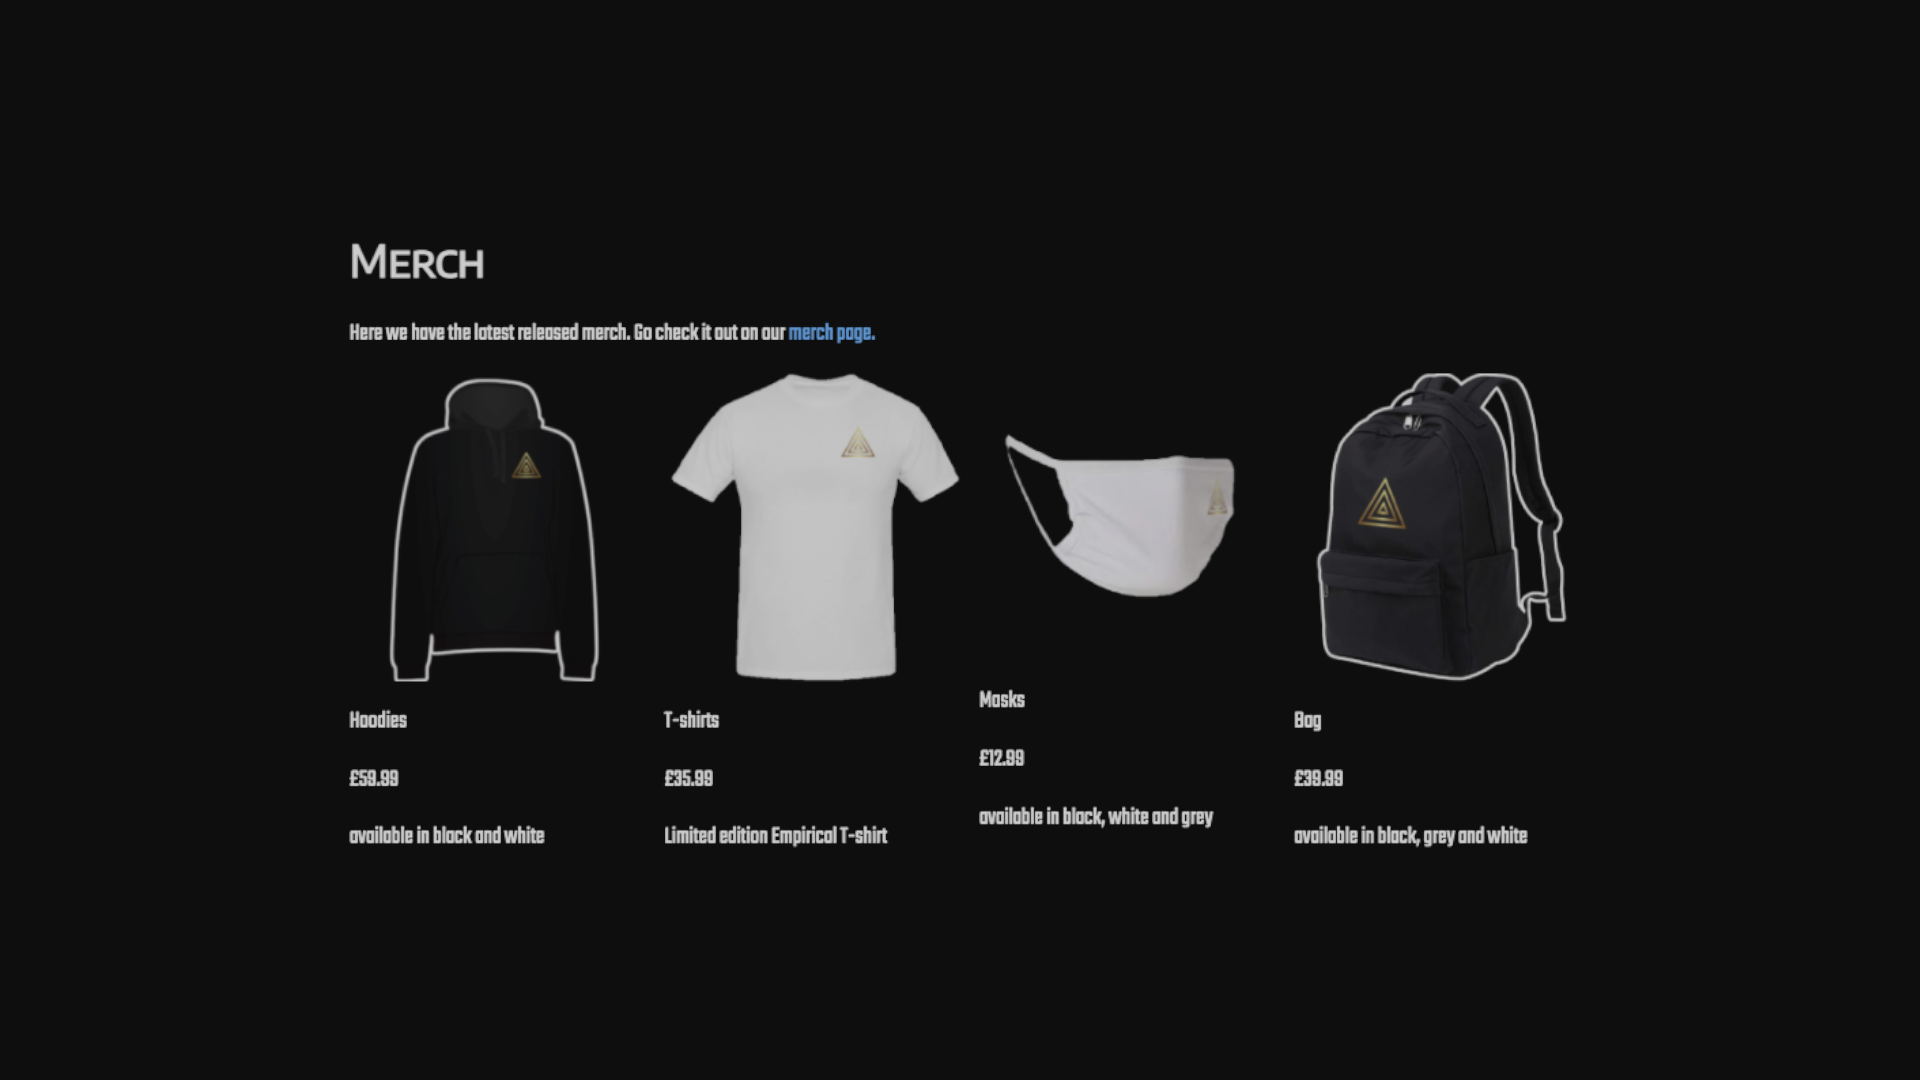 Merch
Here we have the latest released merch. Go check it out on our merch page.
Hoodies
£59.99
available in black and white
T-shirts
£35.99
Limited edition Empirical T-shirt
Masks
£12.99
available in black, white and grey
Bag
£39.99
available in black, grey and white